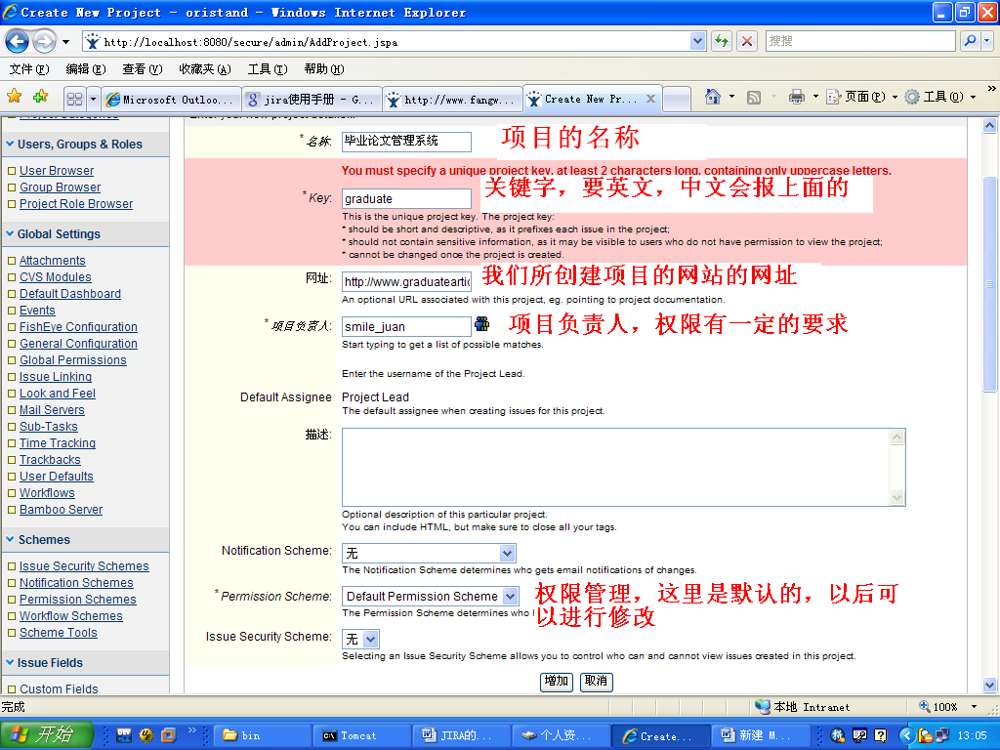 Create New Project - oristand - Windows Internet Explorer
http://localhost:8080/secure/admin/AddProject.jspa
搜搜
文件(F) 编辑(E) 查看(V) 收藏夹(A) 工具(T) 帮助(H)
Microsoft Outloo... jira使用手册 - G... http://www.fangw... Create New Pr... 页面(P) 工具(O) »
Users, Groups & Roles
User Browser
Group Browser
Project Role Browser
Global Settings
Attachments
CVS Modules
Default Dashboard
Events
FishEye Configuration
General Configuration
Global Permissions
Issue Linking
Look and Feel
Mail Servers
Sub-Tasks
Time Tracking
Trackbacks
User Defaults
Workflows
Bamboo Server
Schemes
Issue Security Schemes
Notification Schemes
Permission Schemes
Workflow Schemes
Scheme Tools
Issue Fields
Custom Fields
*名称: 毕业论文管理系统 项目的名称
You must specify a unique project key, at least 2 characters long, containing only uppercase letters.
*Key: graduate 关键字，要英文，中文会报上面的
This is the unique project key. The project key:
* should be short and descriptive, as it prefixes each issue in the project;
* should not contain sensitive information, as it may be visible to users who do not have permission to view the project;
* cannot be changed once the project is created.
网址: http://www.graduateartic 我们所创建项目的网站的网址
An optional URL associated with this project, eg. pointing to project documentation.
*项目负责人: smile_juan 项目负责人，权限有一定的要求
Start typing to get a list of possible matches.
Enter the username of the Project Lead.
Default Assignee Project Lead
The default assignee when creating issues for this project.
描述:
Optional description of this particular project.
You can include HTML, but make sure to close all your tags.
Notification Scheme: 无
The Notification Scheme determines who gets email notifications of changes.
*Permission Scheme: Default Permission Scheme 权限管理，这里是默认的，以后可
The Permission Scheme determines who 以进行修改
Issue Security Scheme: 无
Selecting an Issue Security Scheme allows you to control who can and cannot view issues created in this project.
增加 取消
完成 本地 Intranet 100%
开始 » bin Tomcat JIRA的... 个人资... Create... 新建 M... 13:05